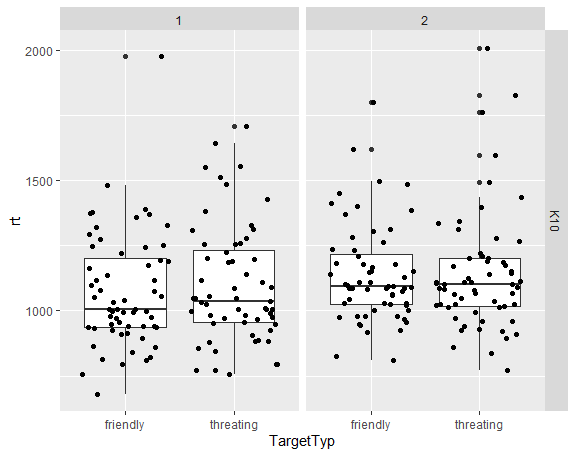 1 2
2000
1500
1000
rt
K10
friendly threating friendly threating
TargetTyp